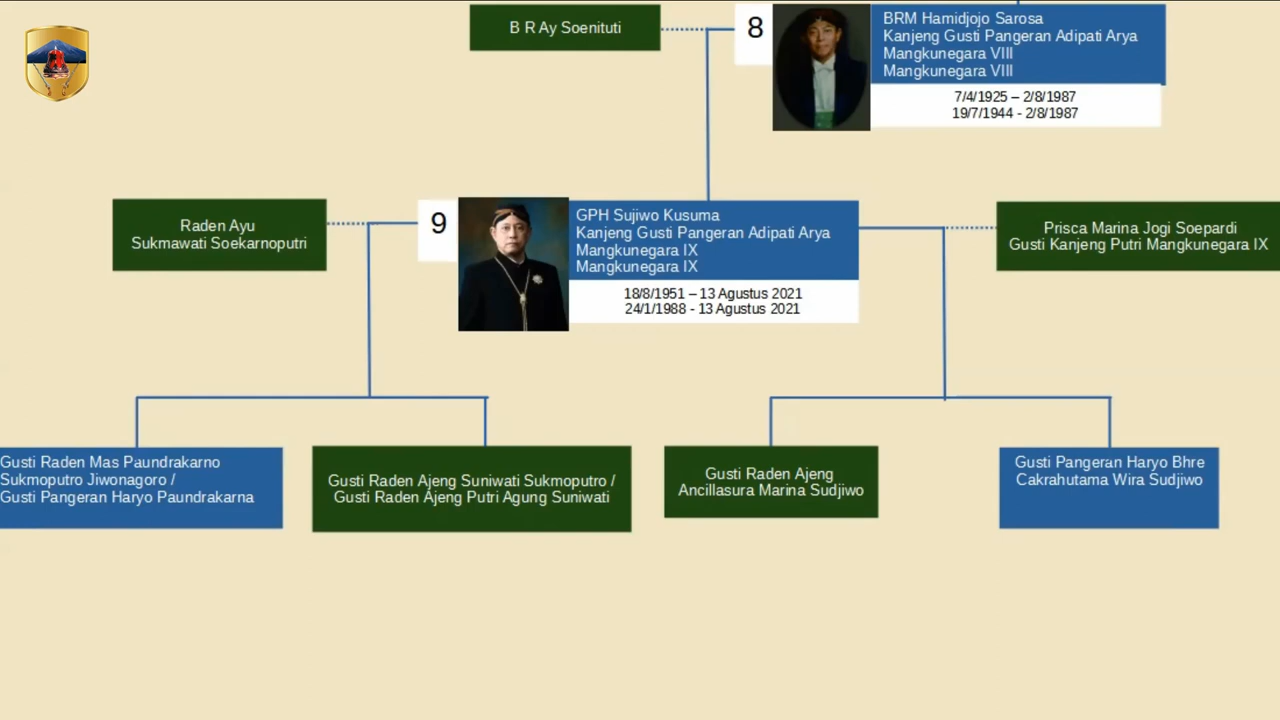 B R Ay Soenituti
8
BRM Hamidjojo Sarosa
Kanjeng Gusti Pangeran Adipati Arya
Mangkunegara VIII
Mangkunegara VIII
7/4/1925 – 2/8/1987
19/7/1944 - 2/8/1987
Raden Ayu
Sukmawati Soekarnoputri
9
GPH Sujiwo Kusuma
Kanjeng Gusti Pangeran Adipati Arya
Mangkunegara IX
Mangkunegara IX
18/8/1951 – 13 Agustus 2021
24/1/1988 - 13 Agustus 2021
Prisca Marina Jogi Soepardi
Gusti Kanjeng Putri Mangkunegara IX
Gusti Raden Mas Paundrakarno
Sukmoputro Jiwonagoro /
Gusti Pangeran Haryo Paundrakarna
Gusti Raden Ajeng Suniwati Sukmoputro /
Gusti Raden Ajeng Putri Agung Suniwati
Gusti Raden Ajeng
Ancillasura Marina Sudjiwo
Gusti Pangeran Haryo Bhre
Cakrahutama Wira Sudjiwo